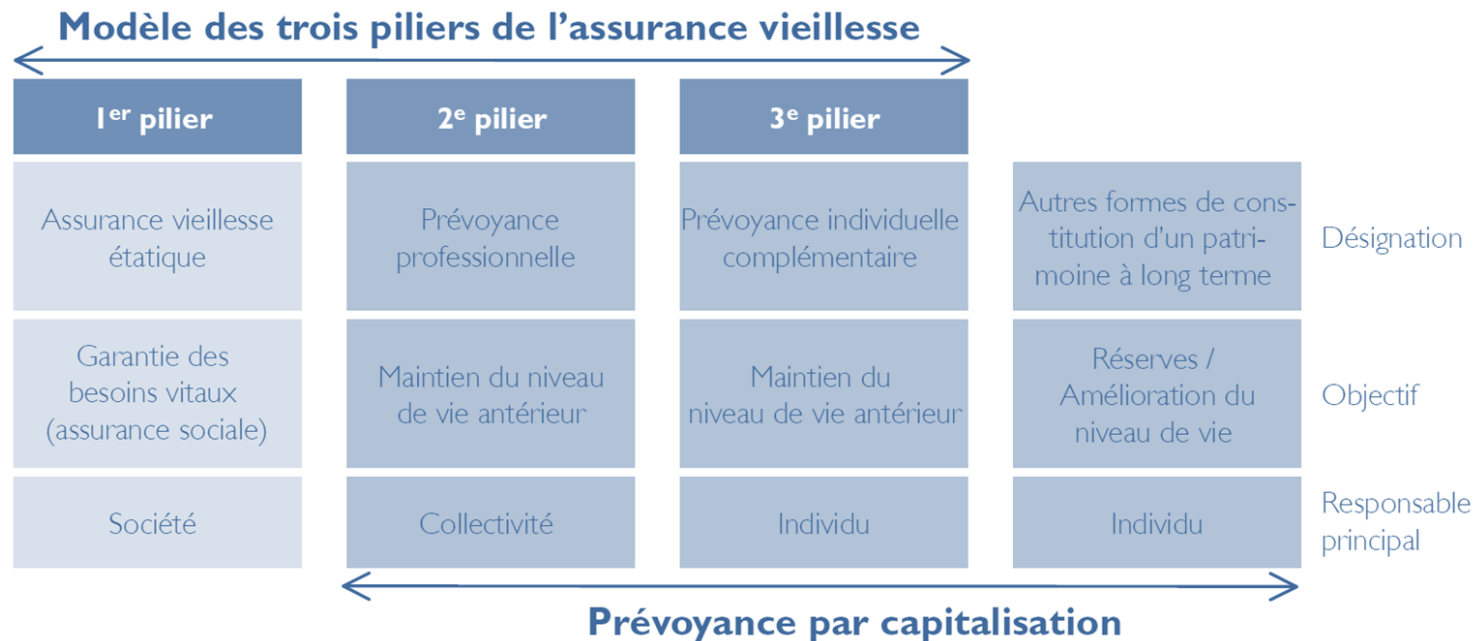 Modèle des trois piliers de l’assurance vieillesse
1er pilier
2e pilier
3e pilier
Assurance vieillesse
étatique
Prévoyance
professionnelle
Prévoyance individuelle
complémentaire
Autres formes de cons-
titution d’un patri-
moine à long terme
Désignation
Garantie des
besoins vitaux
(assurance sociale)
Maintien du niveau
de vie antérieur
Maintien du
niveau de vie antérieur
Réserves /
Amélioration du
niveau de vie
Objectif
Société
Collectivité
Individu
Individu
Responsable
principal
Prévoyance par capitalisation